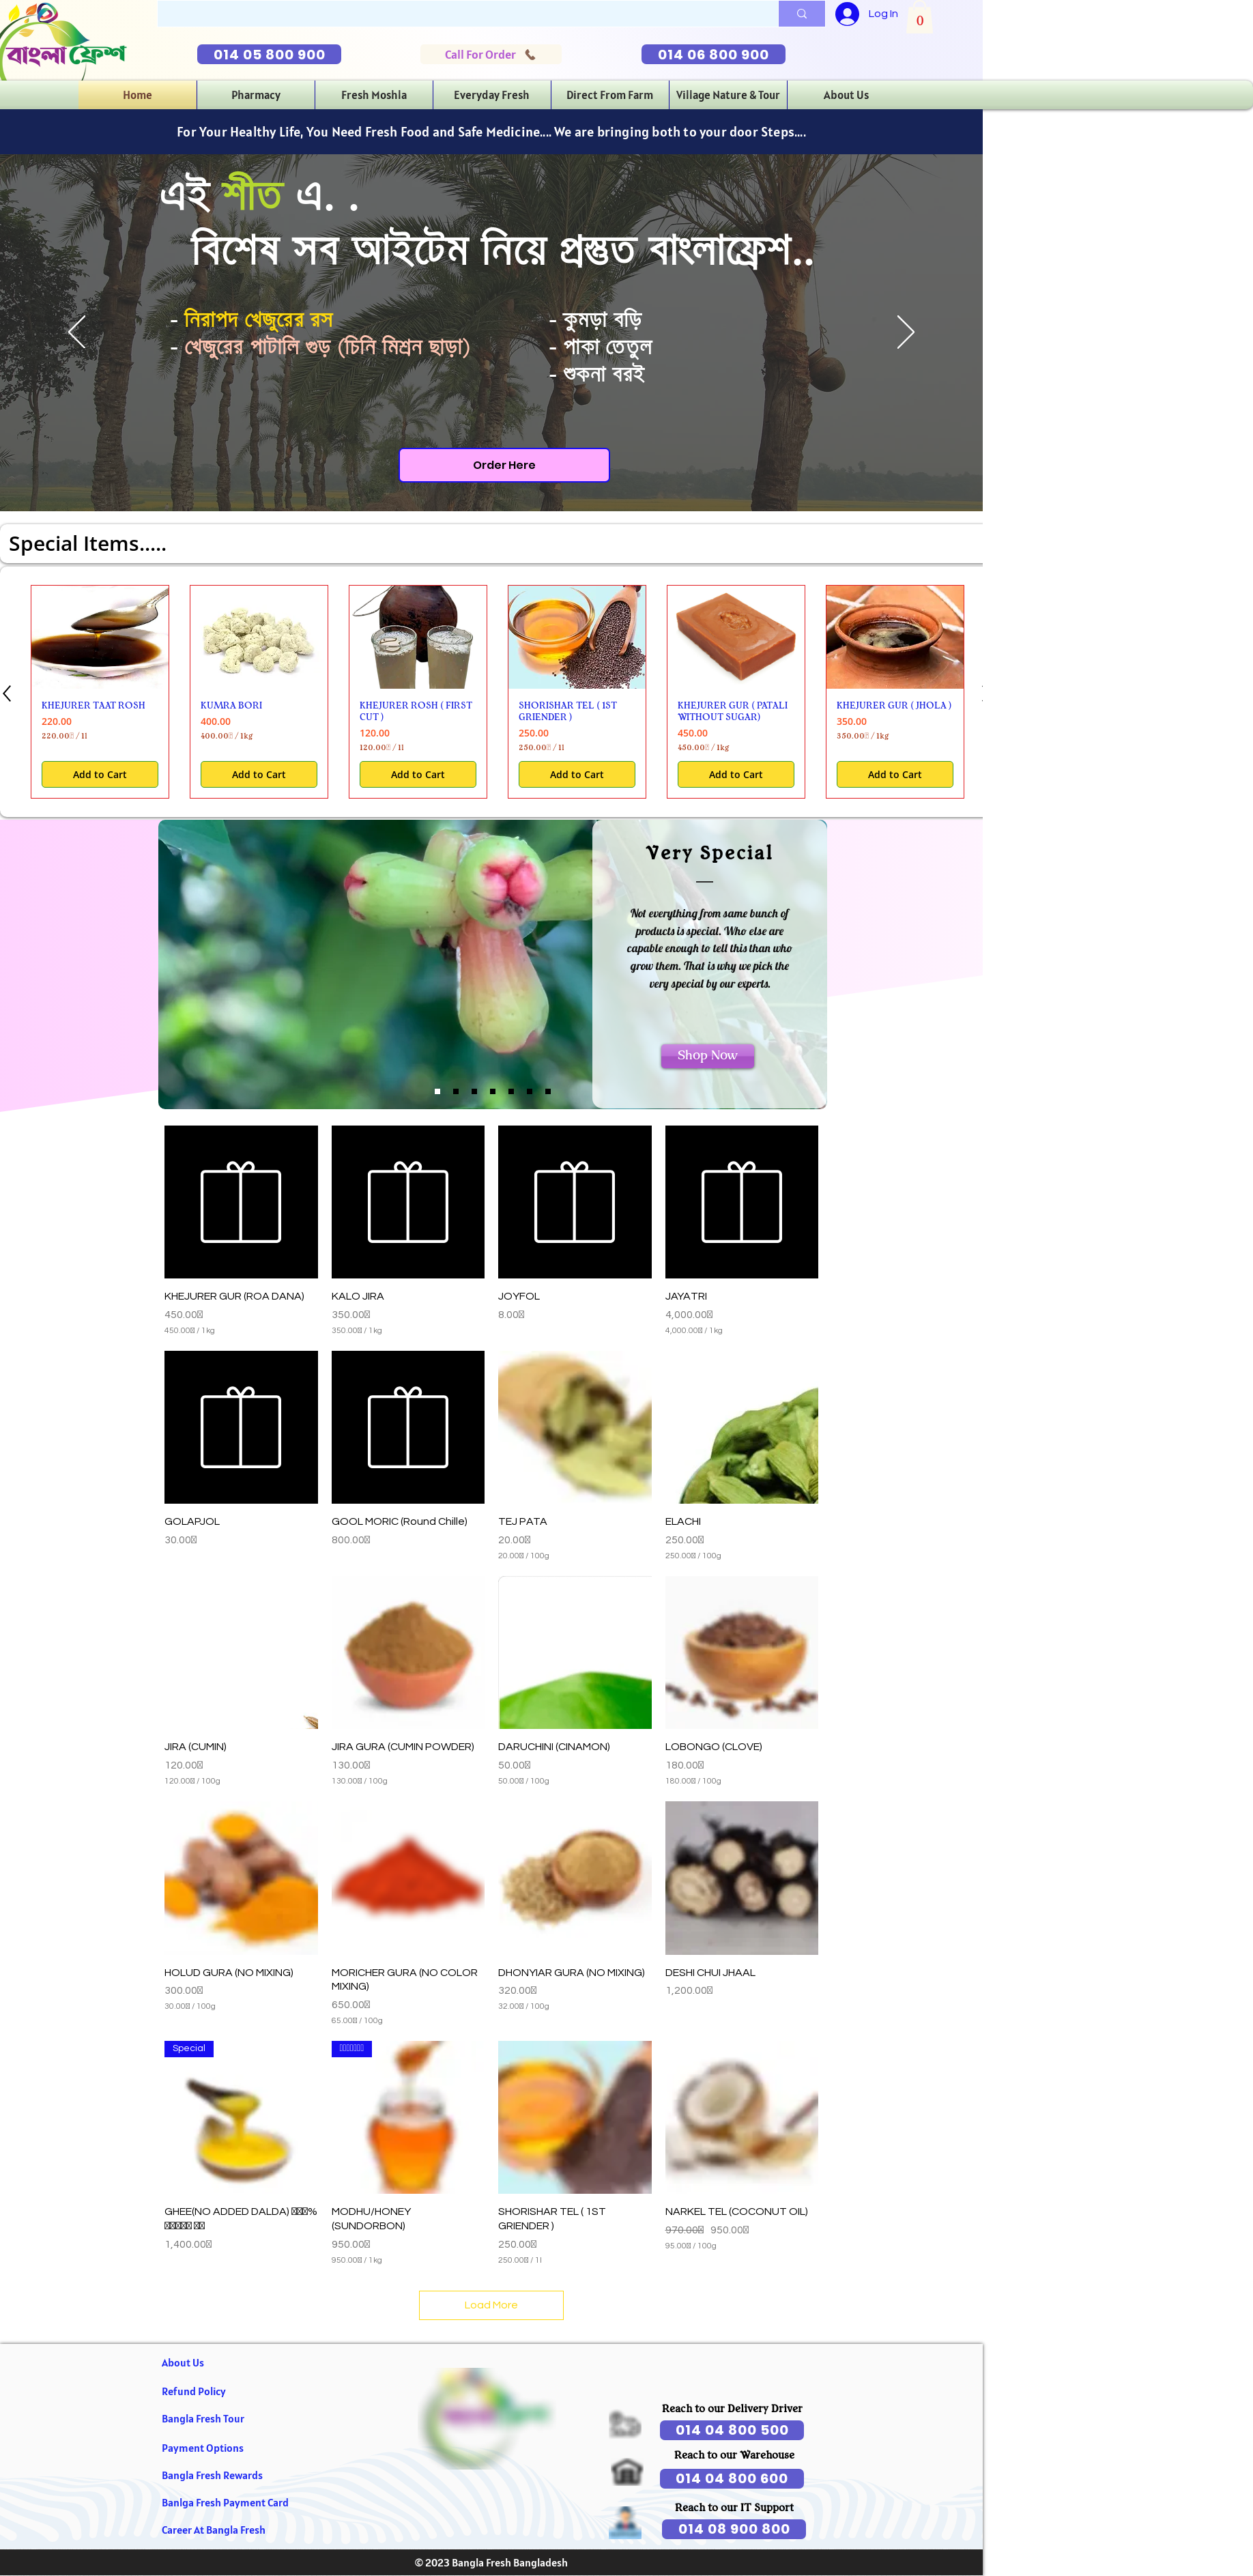 বাংলা ফ্রেশ
Log In
0
014 05 800 900
Call For Order
014 06 800 900
Home
Pharmacy
Fresh Moshla
Everyday Fresh
Direct From Farm
Village Nature & Tour
About Us
For Your Healthy Life, You Need Fresh Food and Safe Medicine.... We are bringing both to your door Steps....
এই শীত এ. .
বিশেষ সব আইটেম নিয়ে প্রস্তুত বাংলাফ্রেশ..
- নিরাপদ খেজুরের রস
- খেজুরের পাটালি গুড় (চিনি মিশ্রন ছাড়া)
- কুমড়া বড়ি
- পাকা তেতুল
- শুকনা বরই
Order Here
Special Items.....
KHEJURER TAAT ROSH
220.00
220.00 / 1l
Add to Cart
KUMRA BORI
400.00
400.00 / 1kg
Add to Cart
KHEJURER ROSH ( FIRST
CUT )
120.00
120.00 / 1l
Add to Cart
SHORISHAR TEL ( 1ST
GRIENDER )
250.00
250.00 / 1l
Add to Cart
KHEJURER GUR ( PATALI
WITHOUT SUGAR)
450.00
450.00 / 1kg
Add to Cart
KHEJURER GUR ( JHOLA )
350.00
350.00 / 1kg
Add to Cart
Very Special
Not everything from same bunch of
products is special. Who else are
capable enough to tell this than who
grow them. That is why we pick the
very special by our experts.
Shop Now
KHEJURER GUR (ROA DANA)
450.00
450.00 / 1kg
KALO JIRA
350.00
350.00 / 1kg
JOYFOL
8.00
JAYATRI
4,000.00
4,000.00 / 1kg
GOLAPJOL
30.00
GOOL MORIC (Round Chille)
800.00
TEJ PATA
20.00
20.00 / 100g
ELACHI
250.00
250.00 / 100g
JIRA (CUMIN)
120.00
120.00 / 100g
JIRA GURA (CUMIN POWDER)
130.00
130.00 / 100g
DARUCHINI (CINAMON)
50.00
50.00 / 100g
LOBONGO (CLOVE)
180.00
180.00 / 100g
HOLUD GURA (NO MIXING)
300.00
30.00 / 100g
MORICHER GURA (NO COLOR
MIXING)
650.00
65.00 / 100g
DHONYIAR GURA (NO MIXING)
320.00
32.00 / 100g
DESHI CHUI JHAAL
1,200.00
Special
GHEE(NO ADDED DALDA) %
1,400.00
MODHU/HONEY
(SUNDORBON)
950.00
950.00 / 1kg
SHORISHAR TEL ( 1ST
GRIENDER )
250.00
250.00 / 1l
NARKEL TEL (COCONUT OIL)
970.00 950.00
95.00 / 100g
Load More
About Us
Refund Policy
Bangla Fresh Tour
Payment Options
Bangla Fresh Rewards
Banlga Fresh Payment Card
Career At Bangla Fresh
Reach to our Delivery Driver
014 04 800 500
Reach to our Warehouse
014 04 800 600
Reach to our IT Support
014 08 900 800
© 2023 Bangla Fresh Bangladesh